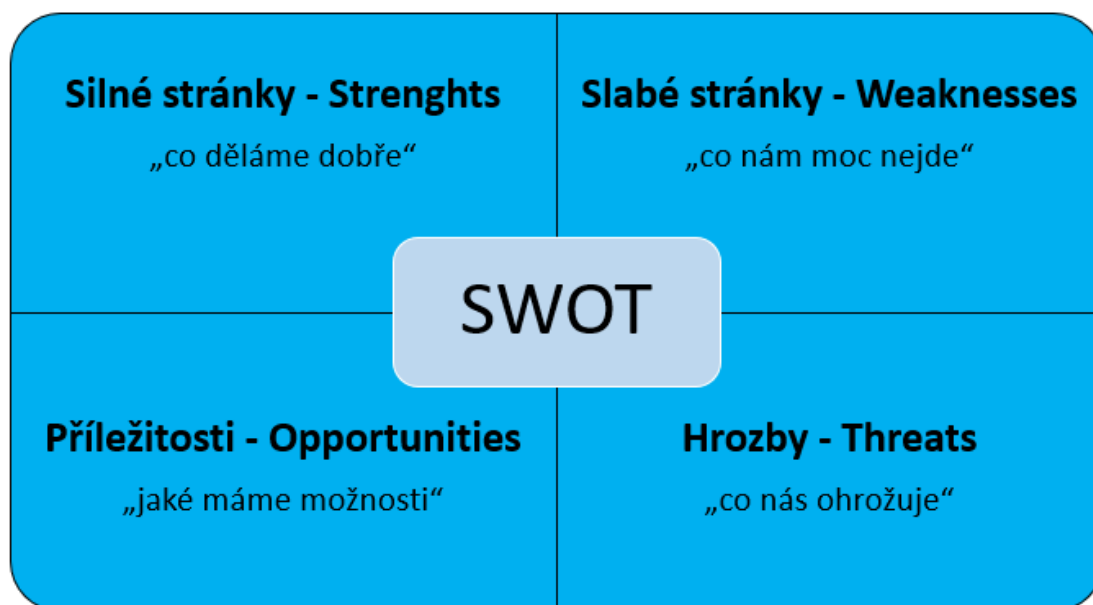 Silné stránky - Strenghts
„co děláme dobře“
Slabé stránky - Weaknesses
„co nám moc nejde“
SWOT
Příležitosti - Opportunities
„jaké máme možnosti“
Hrozby - Threats
„co nás ohrožuje“